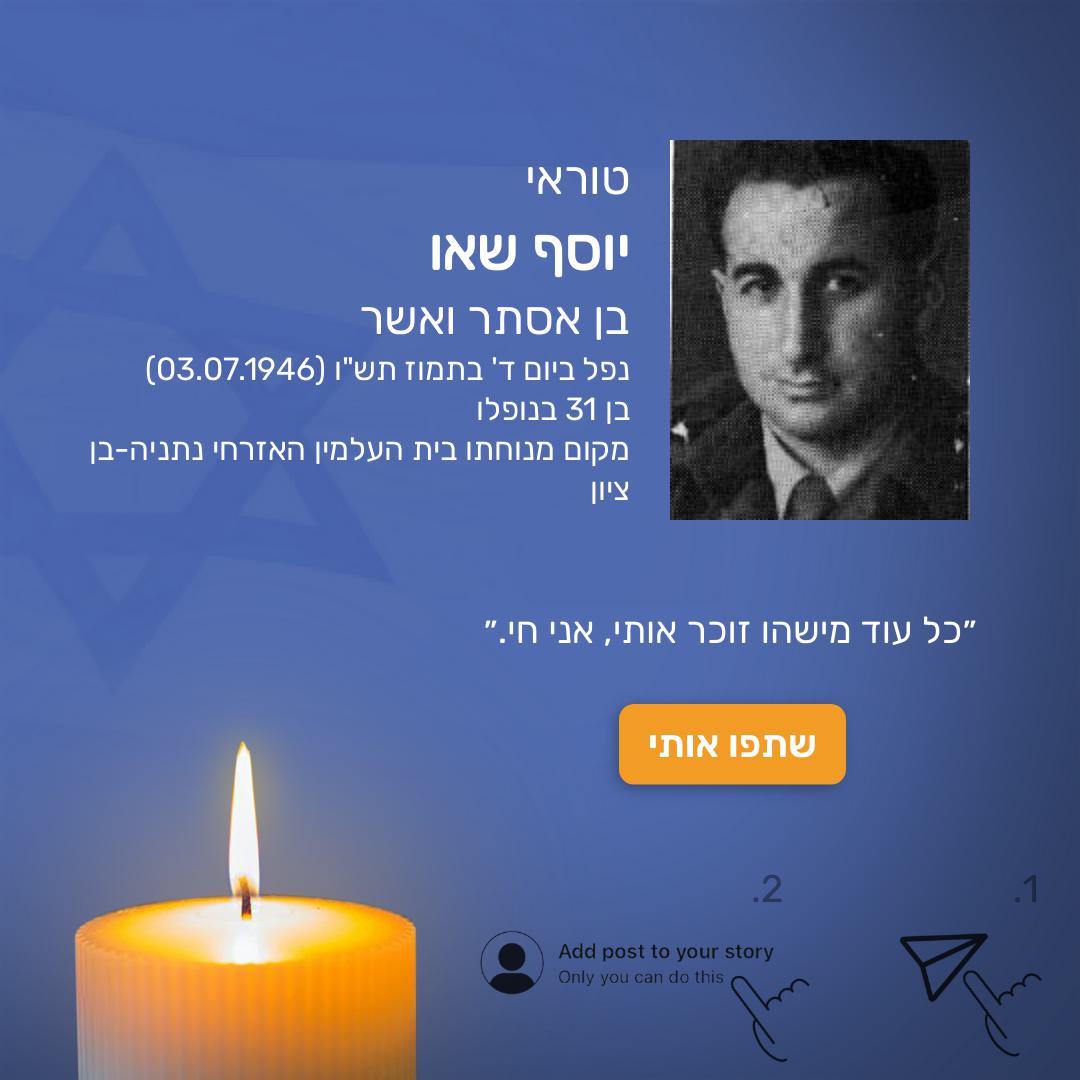 טוראי
יוסף שאו
בן אסתר ואשר
נפל ביום ד' בתמוז תש"ו (03.07.1946)
בן 31 בנופלו
מקום מנוחתו בית העלמין האזרחי נתניה-בן
ציון
״כל עוד מישהו זוכר אותי, אני חי.״
שתפו אותי
.1
.2
Add post to your story
Only you can do this